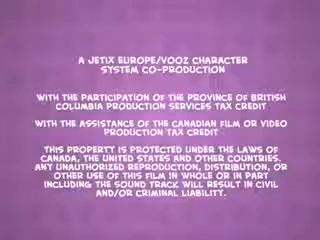 A JETIX EUROPE/VOOZ CHARACTER
SYSTEM CO-PRODUCTION
WITH THE PARTICIPATION OF THE PROVINCE OF BRITISH
COLUMBIA PRODUCTION SERVICES TAX CREDIT
WITH THE ASSISTANCE OF THE CANADIAN FILM OR VIDEO
PRODUCTION TAX CREDIT
THIS PROPERTY IS PROTECTED UNDER THE LAWS OF
CANADA, THE UNITED STATES AND OTHER COUNTRIES.
ANY UNAUTHORIZED REPRODUCTION, DISTRIBUTION, OR
OTHER USE OF THIS FILM IN WHOLE OR IN PART
INCLUDING THE SOUND TRACK WILL RESULT IN CIVIL
AND/OR CRIMINAL LIABILITY.